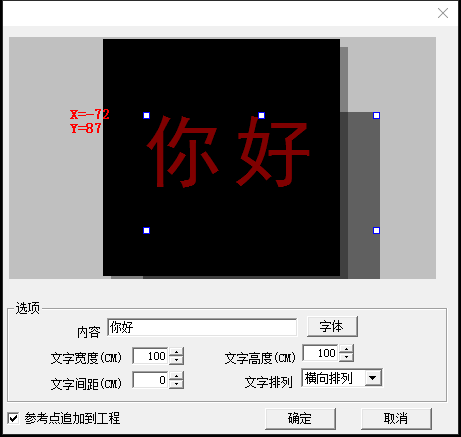 X=-72
Y=87
你好
选项
内容 你好 字体
文字宽度(CM) 100 文字高度(CM) 100
文字间距(CM) 0 文字排列 横向排列
参考点追加到工程 确定 取消